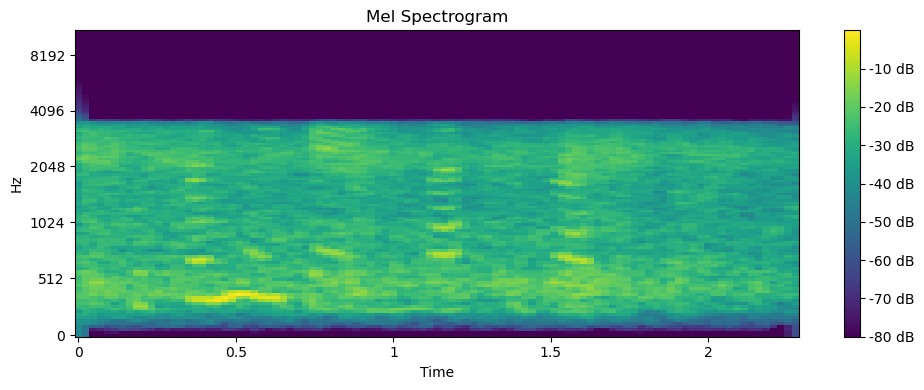 Mel Spectrogram
8192
4096
2048
1024
512
0
Hz
0
0.5
1
1.5
2
Time
-10 dB
-20 dB
-30 dB
-40 dB
-50 dB
-60 dB
-70 dB
-80 dB